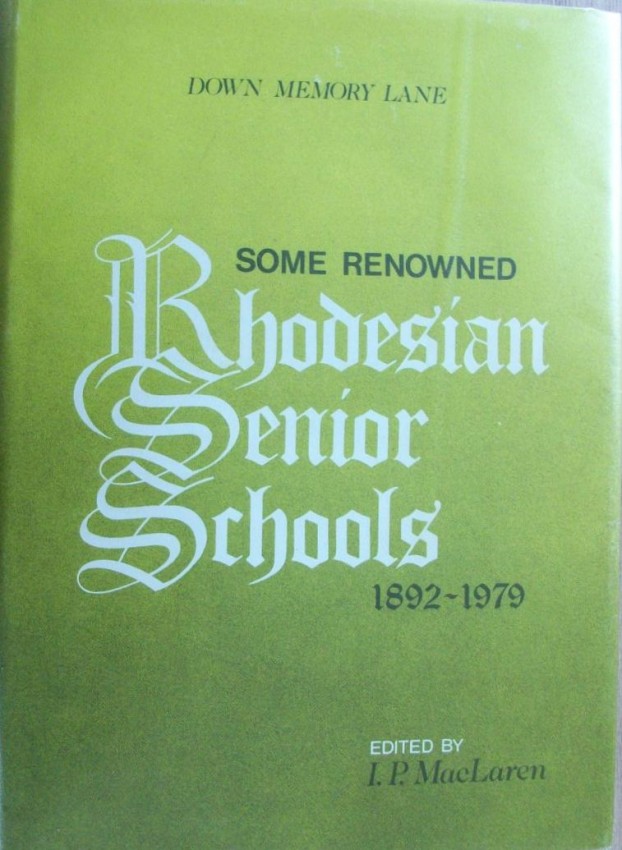 DOWN MEMORY LANE
SOME RENOWNED
Rhodesian
Senior
Schools
1892-1979
EDITED BY
I. P. MacLaren